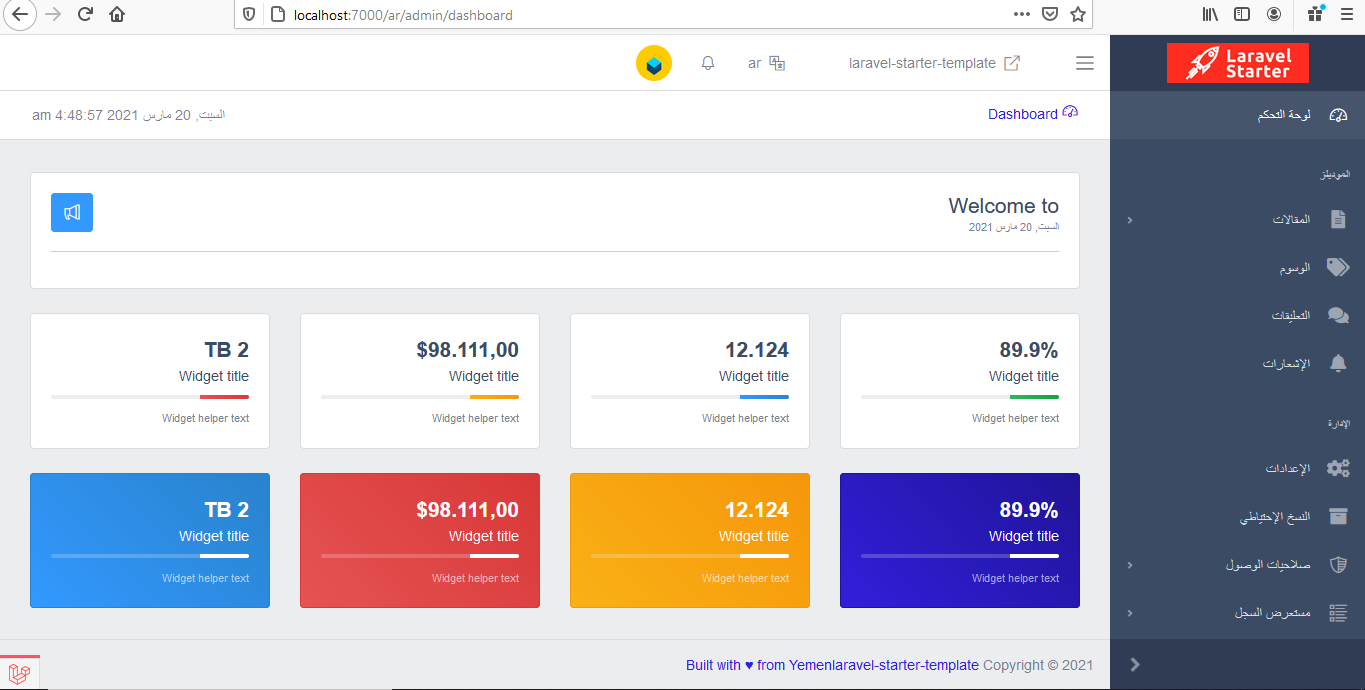 localhost:7000/ar/admin/dashboard
Laravel
Starter
laravel-starter-template
ar
لوحة التحكم
Dashboard
السبت, 20 مارس 2021 4:48:57 am
الموديلز
المقالات
الوسوم
التعليقات
الإشعارات
الإدارة
الإعدادات
النسخ الإحتياطي
صلاحيات الوصول
مستعرض السجل
Welcome to
السبت, 20 مارس 2021
89.9%
Widget title
Widget helper text
12.124
Widget title
Widget helper text
$98.111,00
Widget title
Widget helper text
TB 2
Widget title
Widget helper text
89.9%
Widget title
Widget helper text
12.124
Widget title
Widget helper text
$98.111,00
Widget title
Widget helper text
TB 2
Widget title
Widget helper text
Built with ♥ from Yemenlaravel-starter-template Copyright © 2021